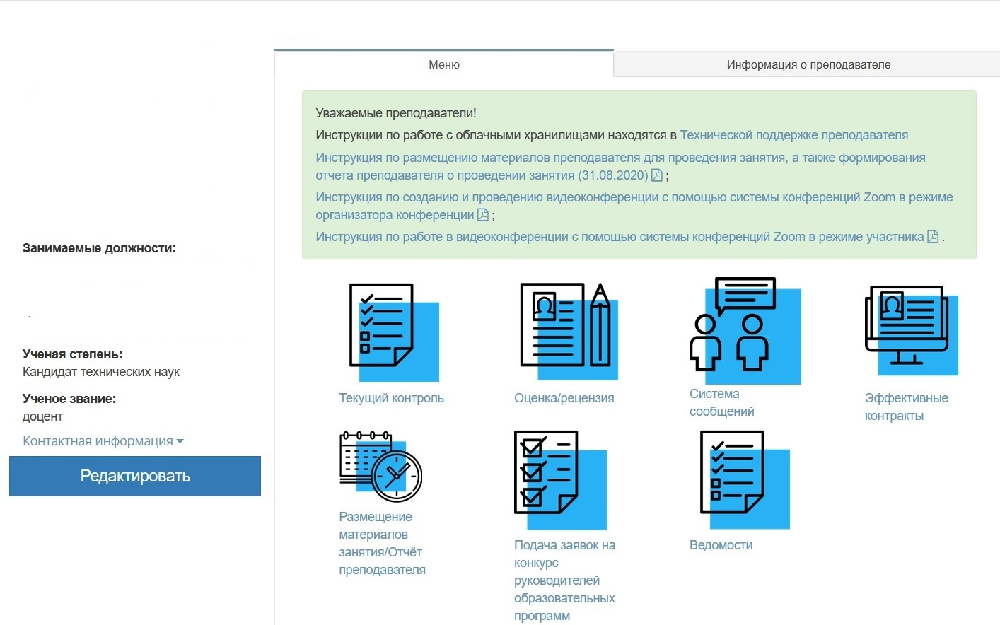 Меню
Информация о преподавателе
Уважаемые преподаватели!
Инструкции по работе с облачными хранилищами находятся в Технической поддержке преподавателя
Инструкция по размещению материалов преподавателя для проведения занятия, а также формирования
отчета преподавателя о проведении занятия (31.08.2020) ;
Инструкция по созданию и проведению видеоконференции с помощью системы конференций Zoom в режиме
организатора конференции ;
Инструкция по работе в видеоконференции с помощью системы конференций Zoom в режиме участника .
Занимаемые должности:
Ученая степень:
Кандидат технических наук
Ученое звание:
доцент
Контактная информация
Редактировать
Текущий контроль
Оценка/рецензия
Система
сообщений
Эффективные
контракты
Размещение
материалов
занятия/Отчёт
преподавателя
Подача заявок на
конкурс
руководителей
образовательных
программ
Ведомости